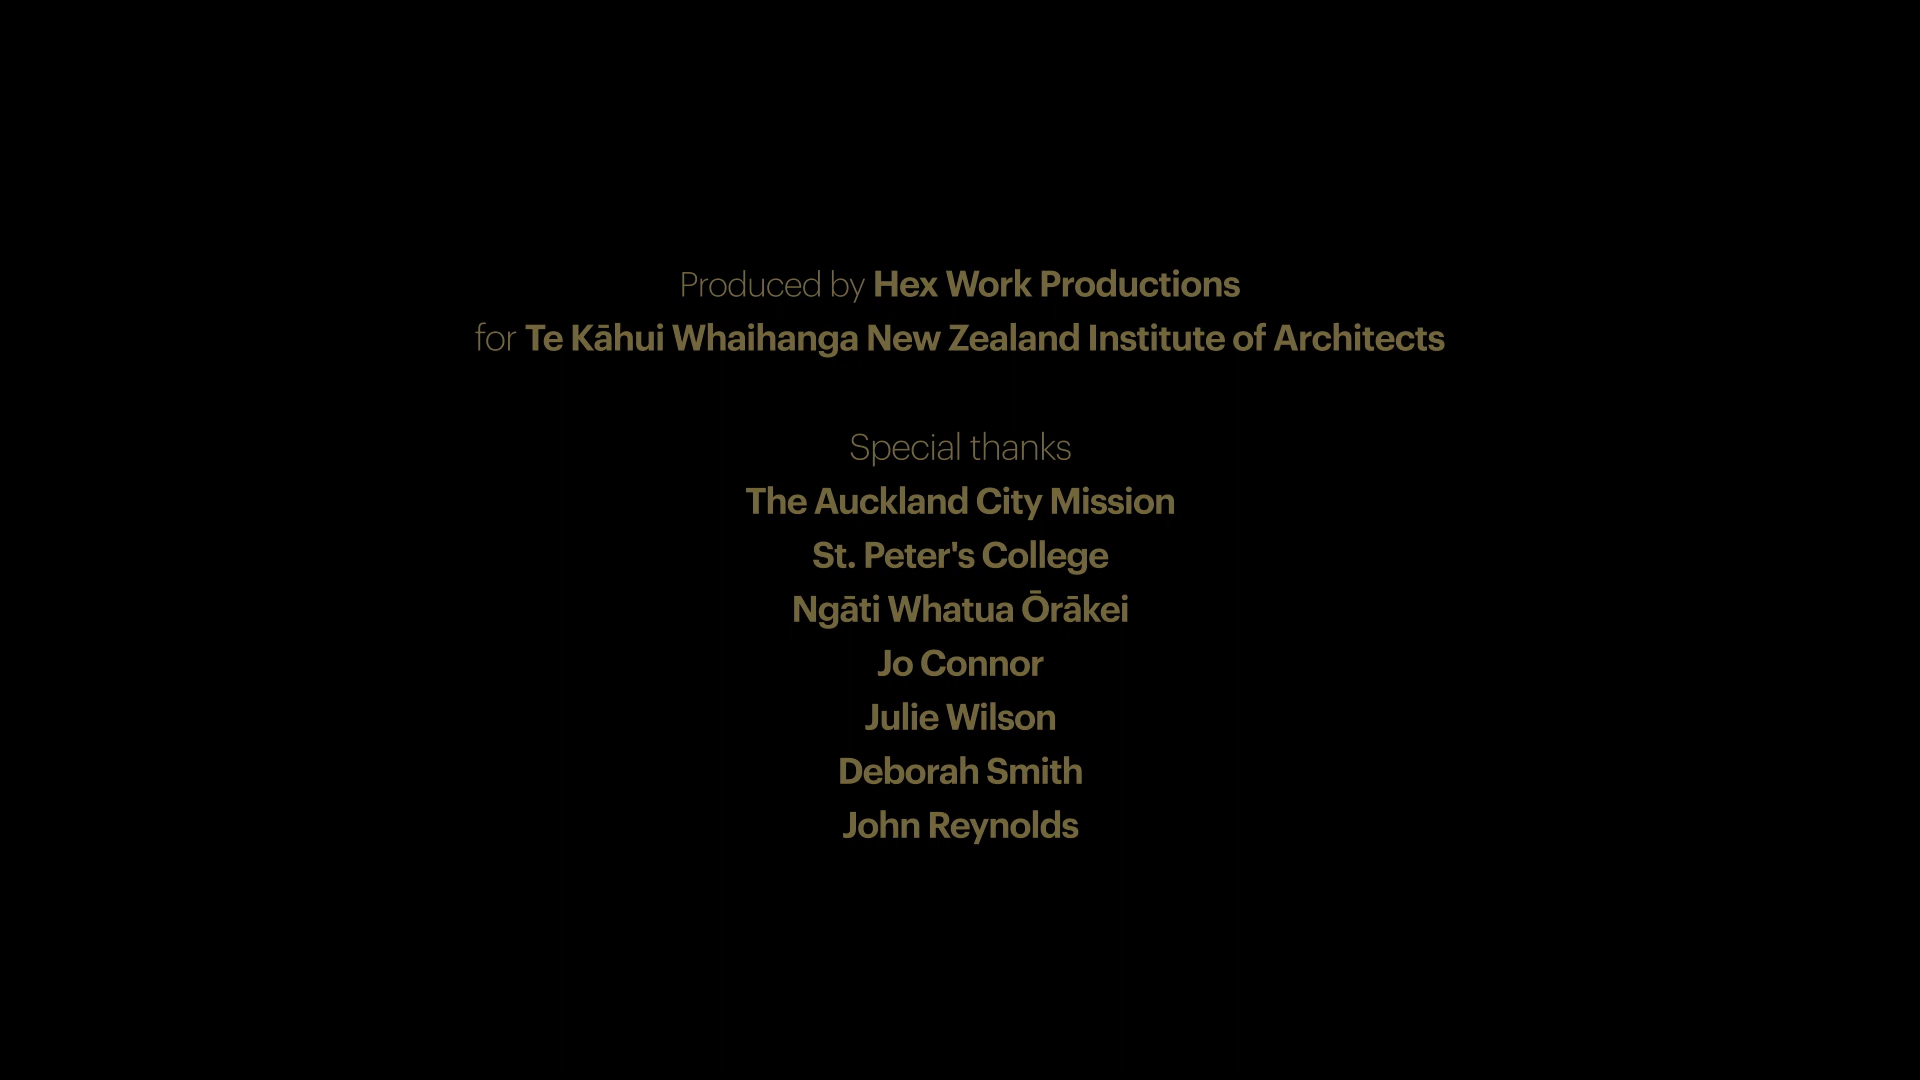 Produced by Hex Work Productions
for Te Kāhui Whaihanga New Zealand Institute of Architects
Special thanks
The Auckland City Mission
St. Peter's College
Ngāti Whatua Ōrākei
Jo Connor
Julie Wilson
Deborah Smith
John Reynolds